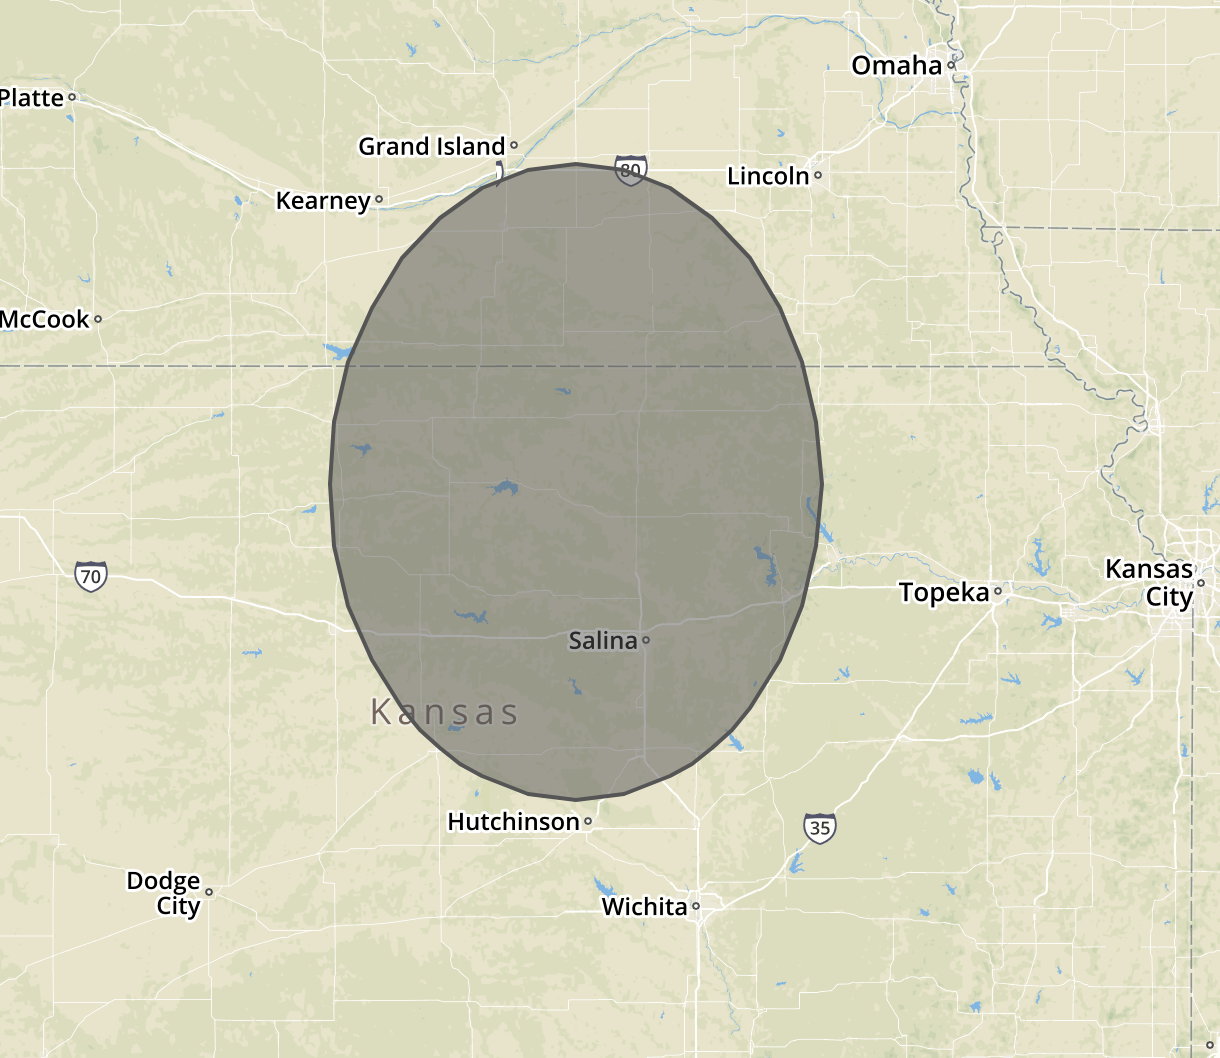 Omaha
Platte
Grand Island
80
Lincoln
Kearney
McCook
70
Kansas
City
Topeka
Salina
Kansas
Hutchinson
35
Dodge
City
Wichita